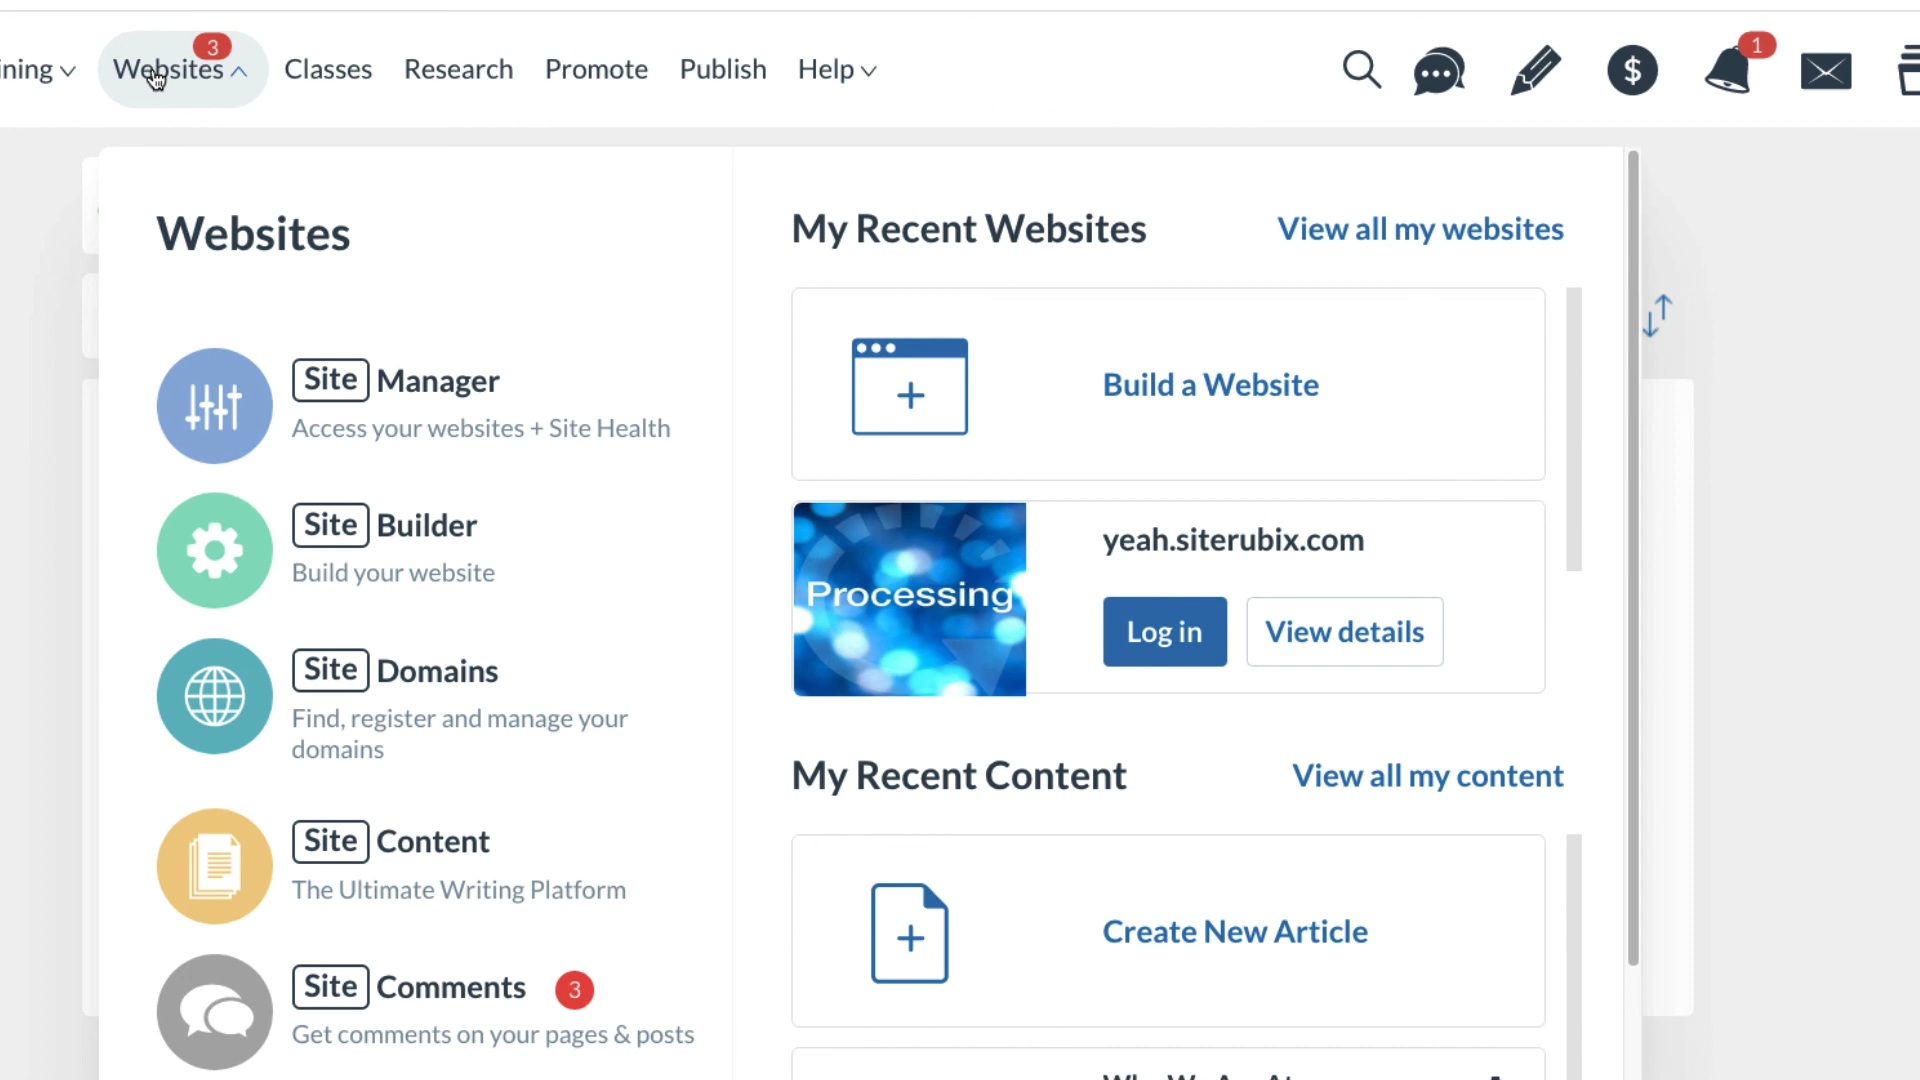 ining
Websites
3
Classes
Research
Promote
Publish
Help
$
1
Websites
Site Manager
Access your websites + Site Health
Site Builder
Build your website
Site Domains
Find, register and manage your
domains
Site Content
The Ultimate Writing Platform
Site Comments 3
Get comments on your pages & posts
My Recent Websites
View all my websites
Build a Website
Processing
yeah.siterubix.com
Log in
View details
My Recent Content
View all my content
Create New Article